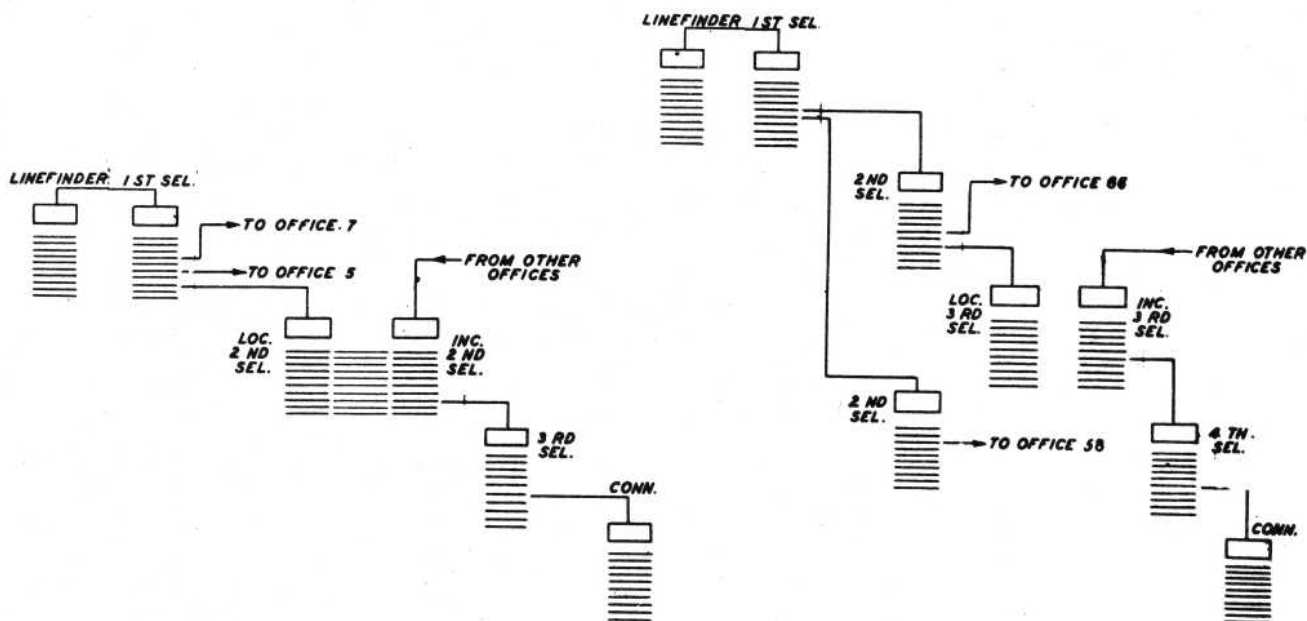 LINEFINDER 1ST SEL.
TO OFFICE 7
TO OFFICE 5
FROM OTHER
OFFICES
LOC.
2 ND
SEL.
INC.
2 ND
SEL.
3 RD
SEL.
CONN.
LINEFINDER 1ST SEL.
2 ND
SEL.
TO OFFICE 66
FROM OTHER
OFFICES
LOC.
3 RD
SEL.
INC.
3 RD
SEL.
2 ND
SEL.
TO OFFICE 58
4 TH.
SEL.
CONN.